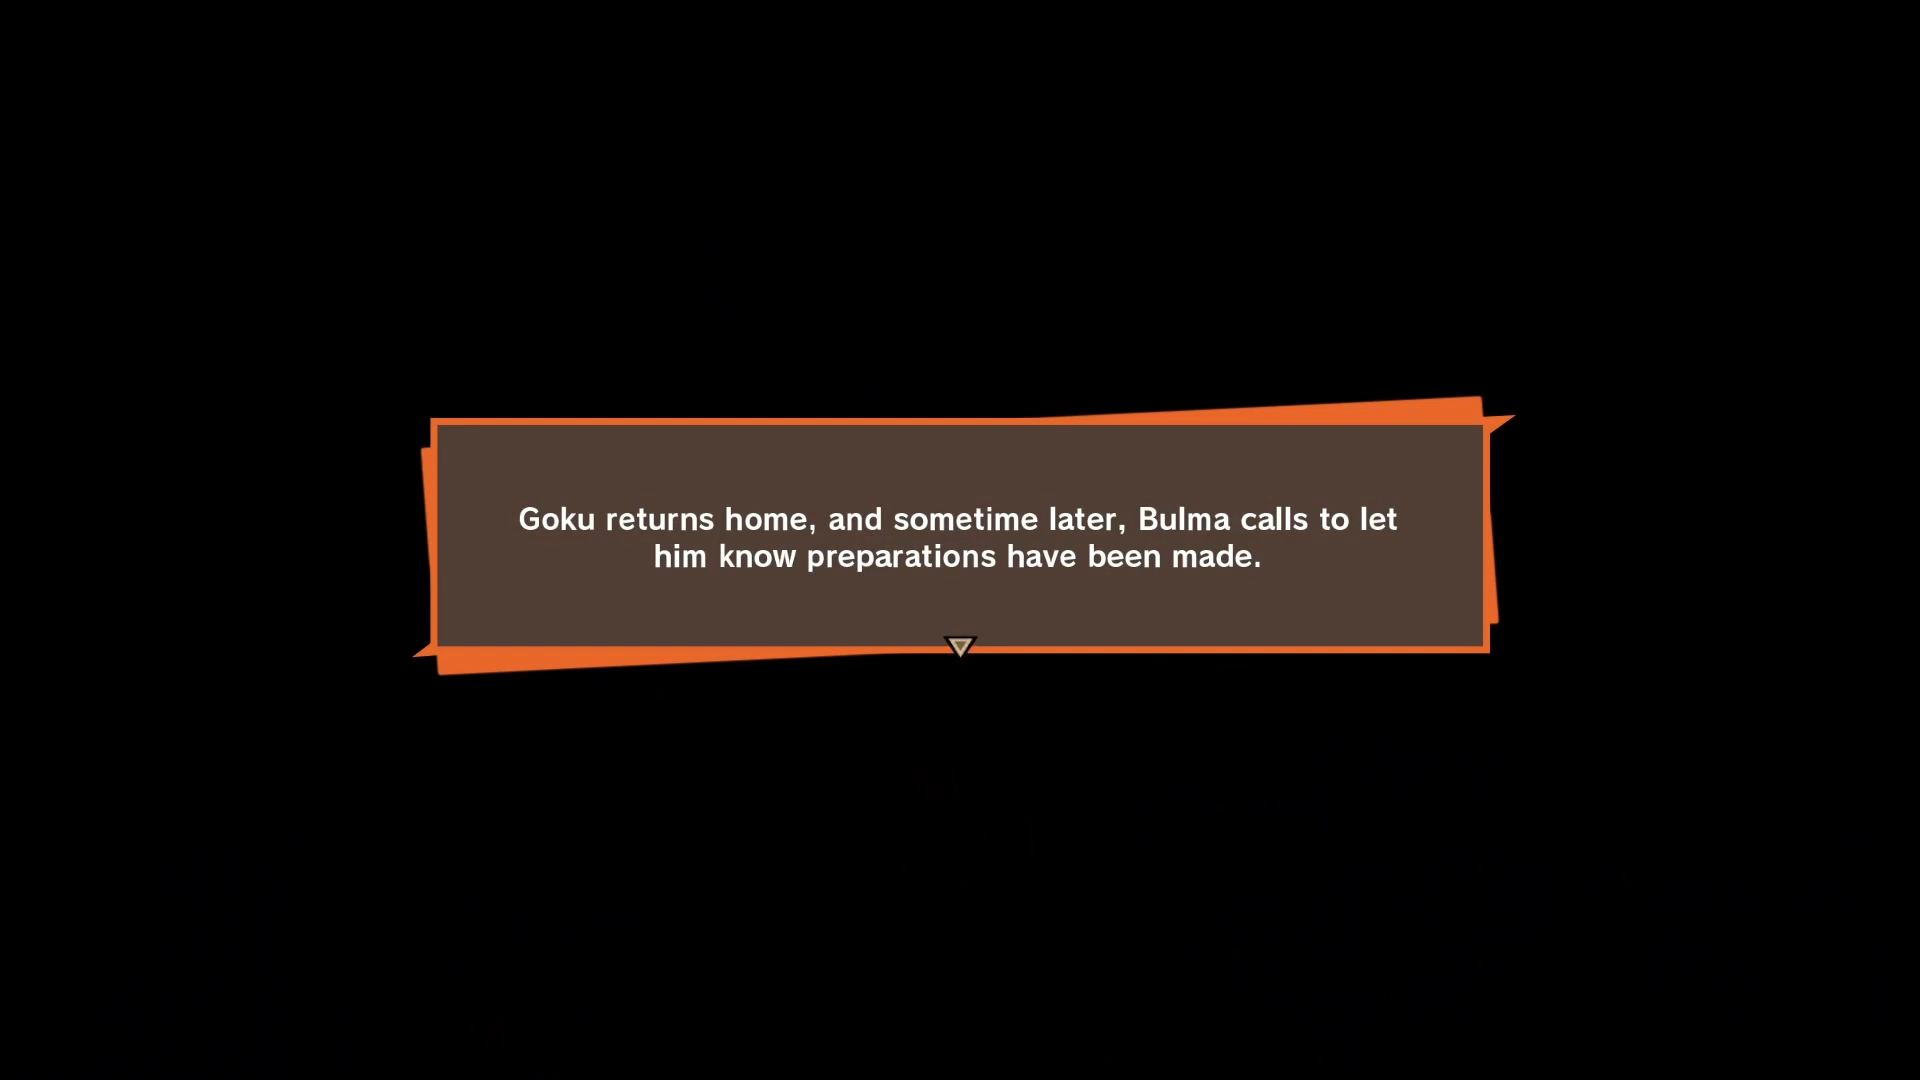 Goku returns home, and sometime later, Bulma calls to let
him know preparations have been made.